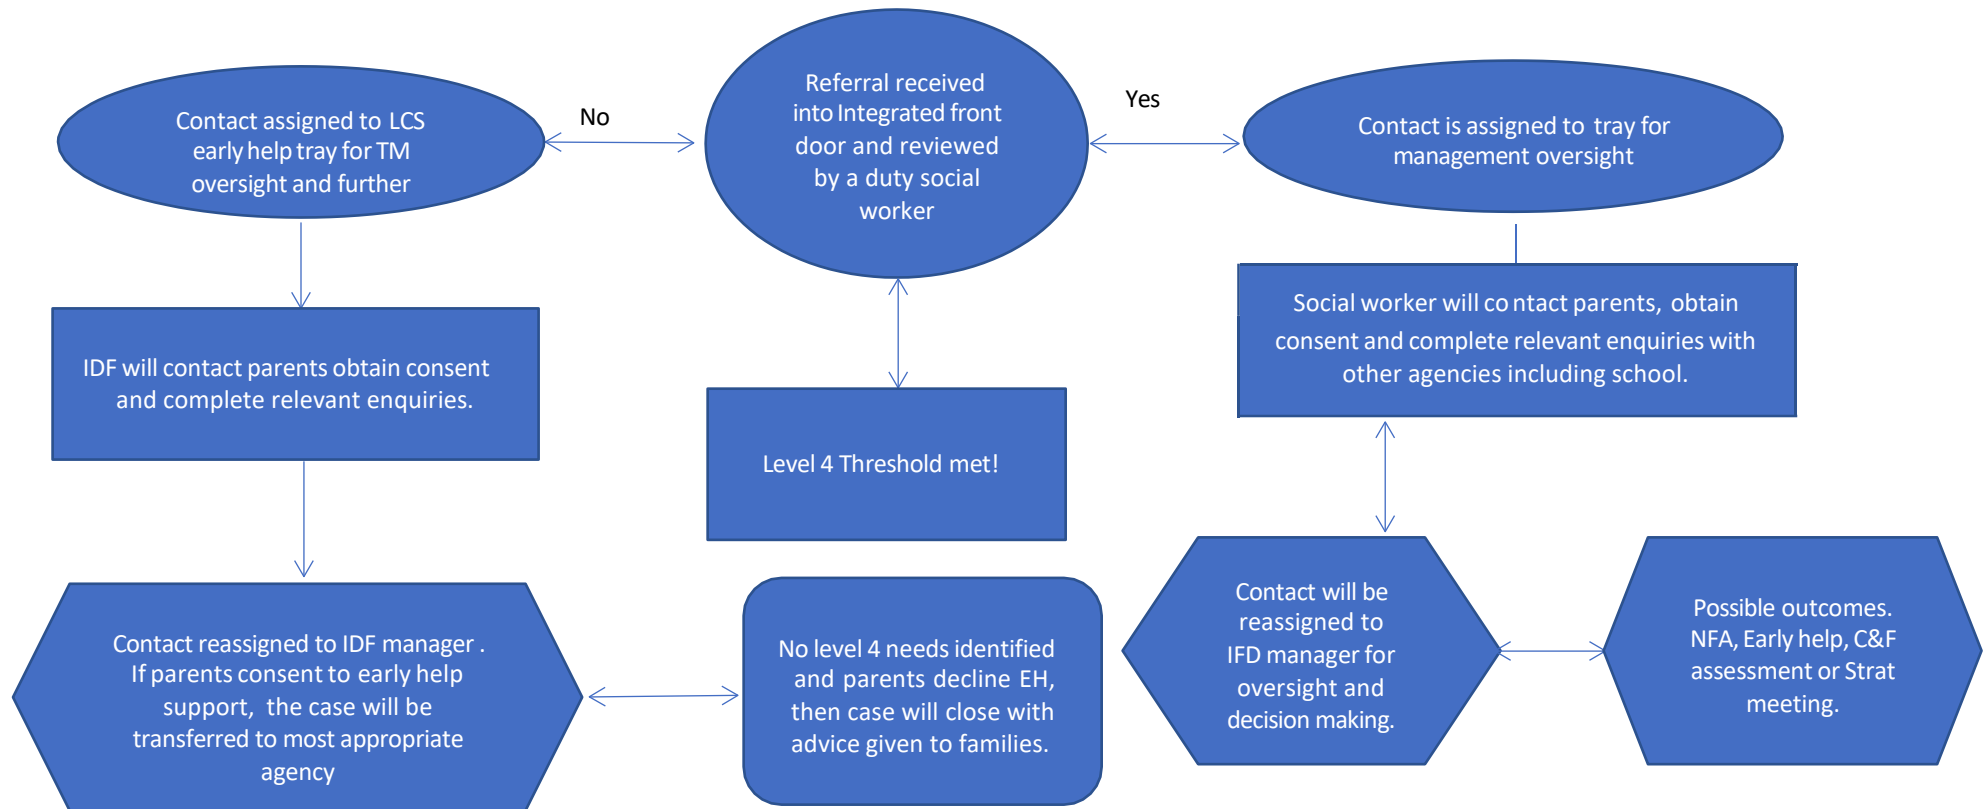 Contact assigned to LCS
early help tray for TM
oversight and further
No
Referral received
into Integrated front
door and reviewed
by a duty social
worker
Yes
Contact is assigned to tray for
management oversight
IDF will contact parents obtain consent
and complete relevant enquiries.
Level 4 Threshold met!
Social worker will contact parents, obtain
consent and complete relevant enquiries with
other agencies including school.
Contact reassigned to IDF manager .
If parents consent to early help
support, the case will be
transferred to most appropriate
agency
No level 4 needs identified
and parents decline EH,
then case will close with
advice given to families.
Contact will be
reassigned to
IFD manager for
oversight and
decision making.
Possible outcomes.
NFA, Early help, C&F
assessment or Strat
meeting.